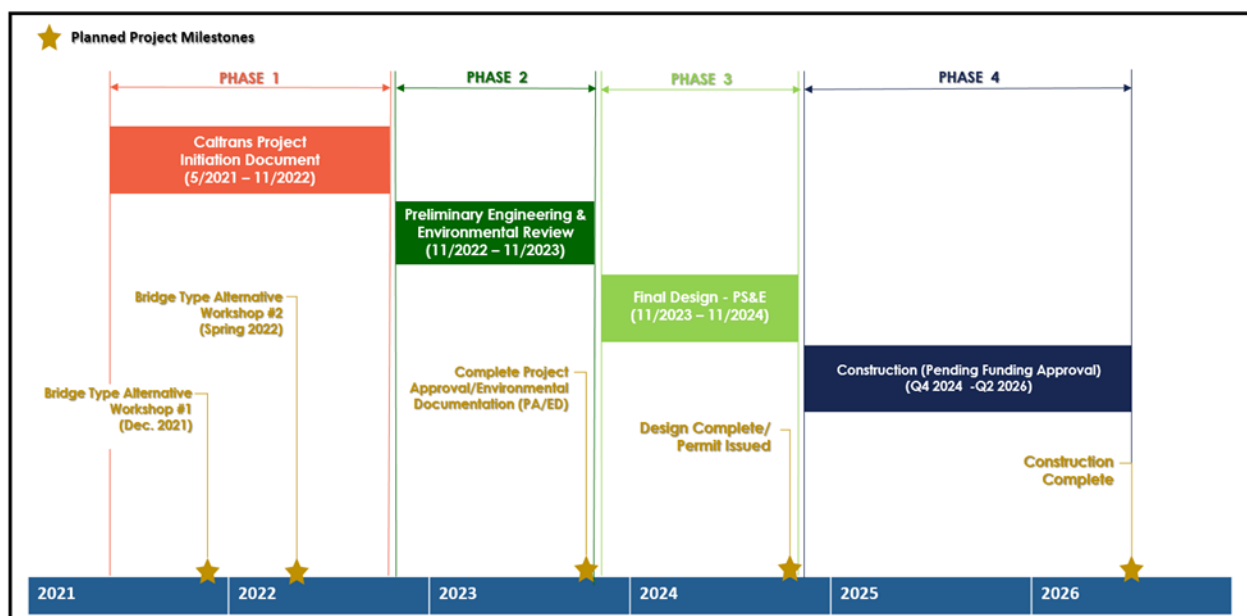 Planned Project Milestones
PHASE 1
PHASE 2
PHASE 3
PHASE 4
Caltrans Project
Initiation Document
(5/2021 – 11/2022)
Preliminary Engineering &
Environmental Review
(11/2022 – 11/2023)
Final Design - PS&E
(11/2023 – 11/2024)
Construction (Pending Funding Approval)
(Q4 2024 -Q2 2026)
Bridge Type Alternative
Workshop #2
(Spring 2022)
Bridge Type Alternative
Workshop #1
(Dec. 2021)
Complete Project
Approval/Environmental
Documentation (PA/ED)
Design Complete/
Permit Issued
Construction
Complete
2021
2022
2023
2024
2025
2026